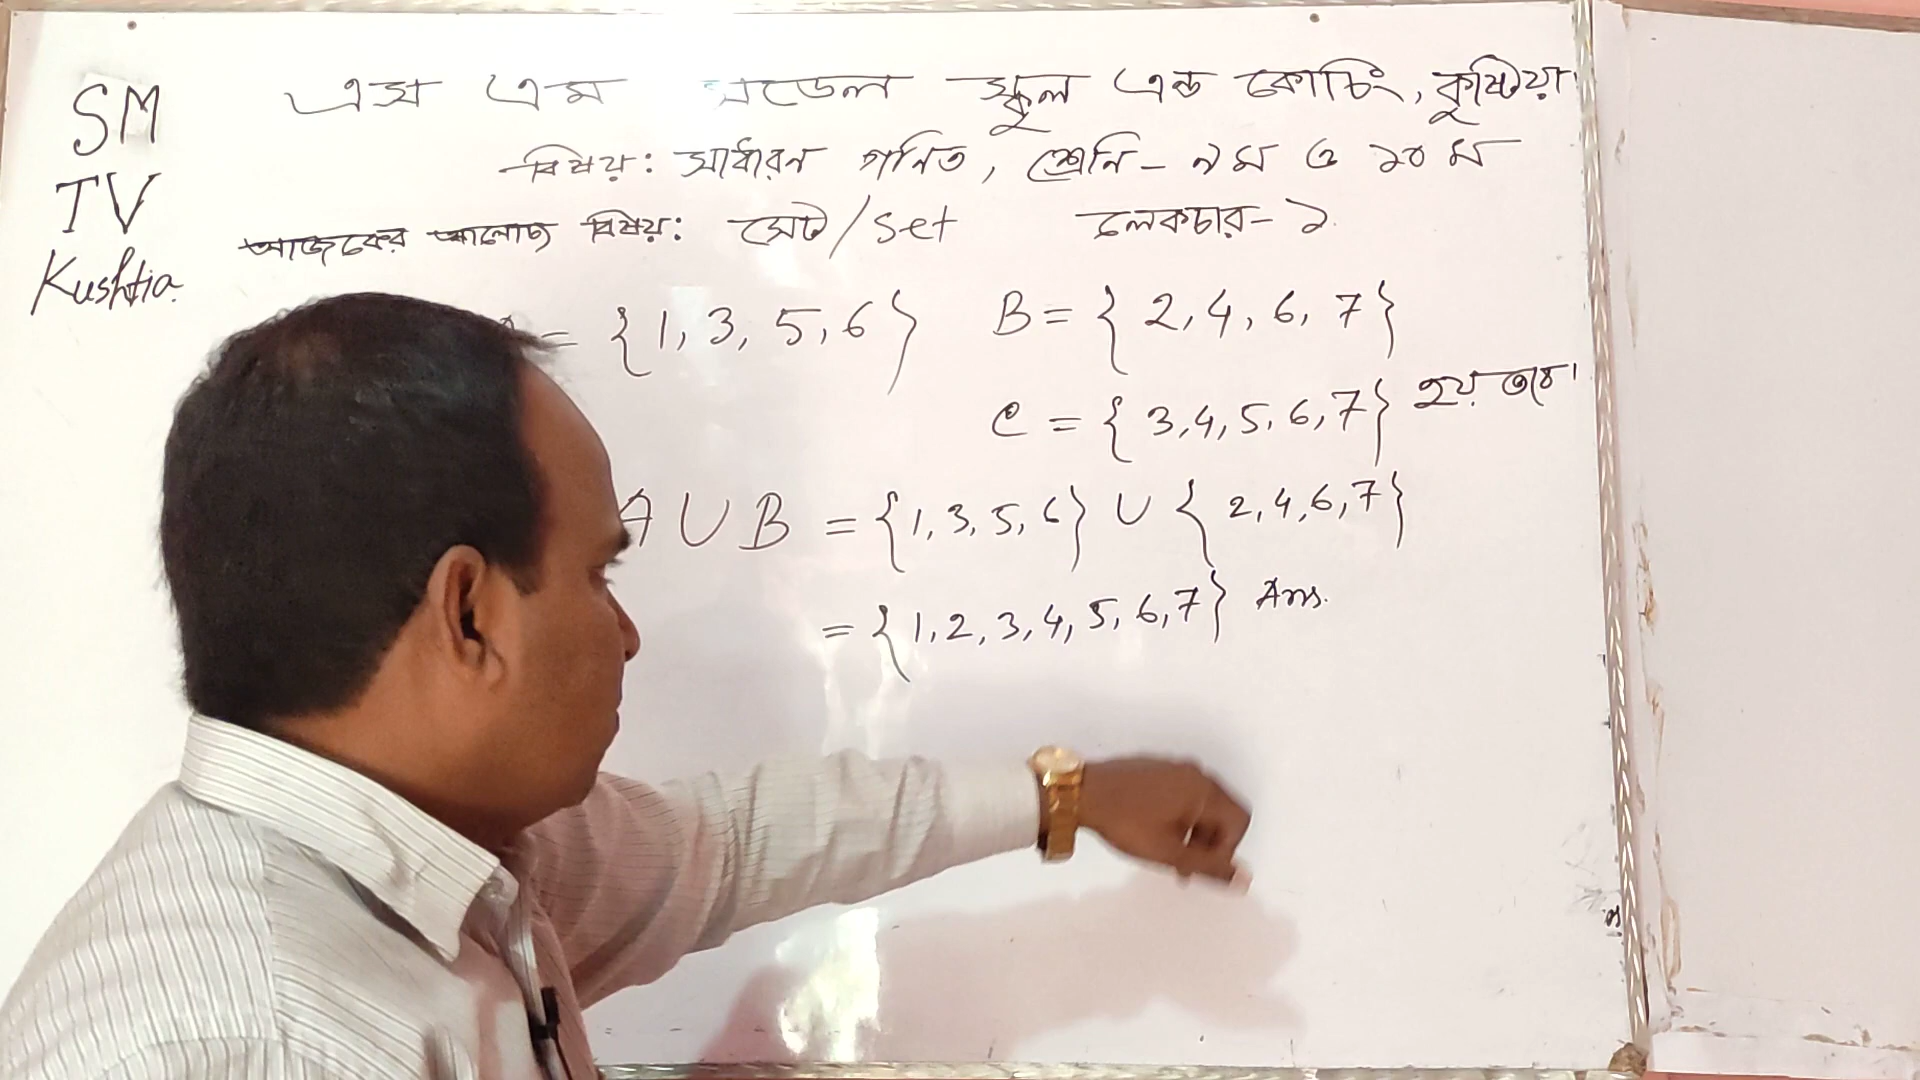 SM
TV
Kushtia.
এস এম মডেল স্কুল এন্ড কোচিং, কুষ্টিয়া।
বিষয়: সাধারন গনিত, শ্রেনি- ৯ম ও ১০ম
আজকের আলোচ্য বিষয়: সেট/set লেকচার- ১
= {1, 3, 5, 6} B = {2, 4, 6, 7}
C = {3, 4, 5, 6, 7} হয় তবে।
A ∪ B = {1, 3, 5, 6} ∪ {2, 4, 6, 7}
= {1, 2, 3, 4, 5, 6, 7} Ans.